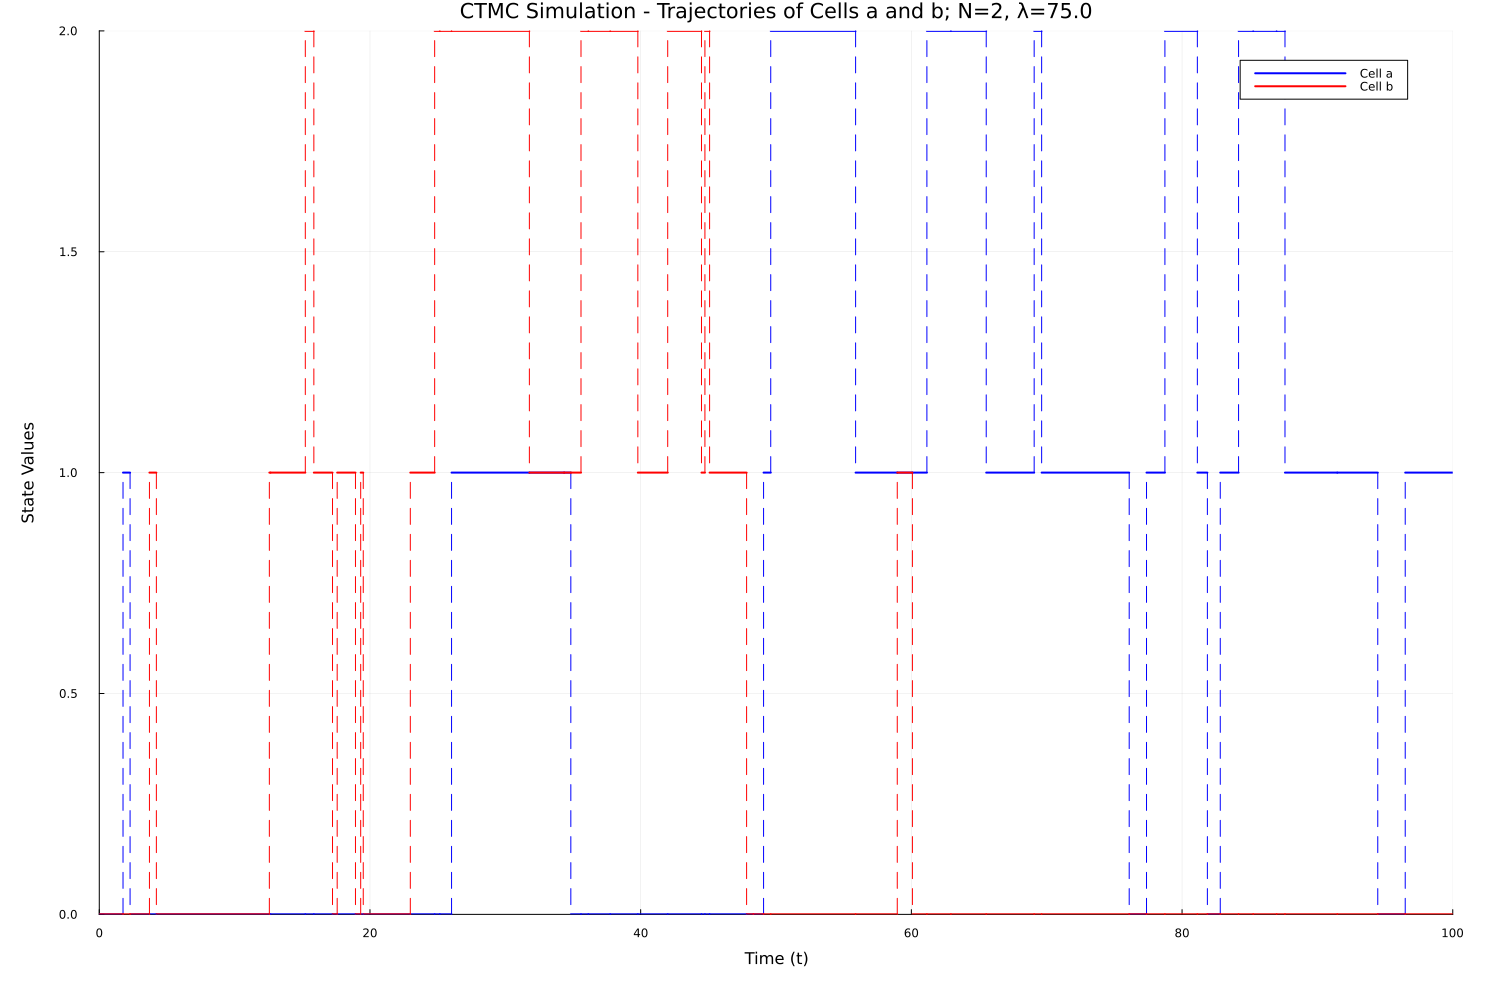 CTMC Simulation - Trajectories of Cells a and b; N=2, λ=75.0
2.0
Cell a
Cell b
1.5
State Values
1.0
0.5
0.0
0 20 40 60 80 100
Time (t)